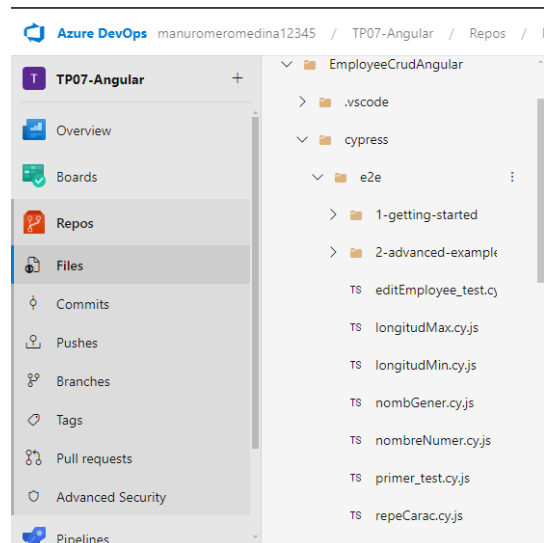 Azure DevOps manuromeromedina12345 / TP07-Angular / Repos /
T TP07-Angular +
Overview
Boards
Repos
Files
Commits
Pushes
Branches
Tags
Pull requests
Advanced Security
Pipelines
EmployeeCrudAngular
.vscode
cypress
e2e
1-getting-started
2-advanced-example
TS editEmployee_test.cy
TS longitudMax.cy.js
TS longitudMin.cy.js
TS nombGener.cy.js
TS nombreNumer.cy.js
TS primer_test.cy.js
TS repeCarac.cy.js